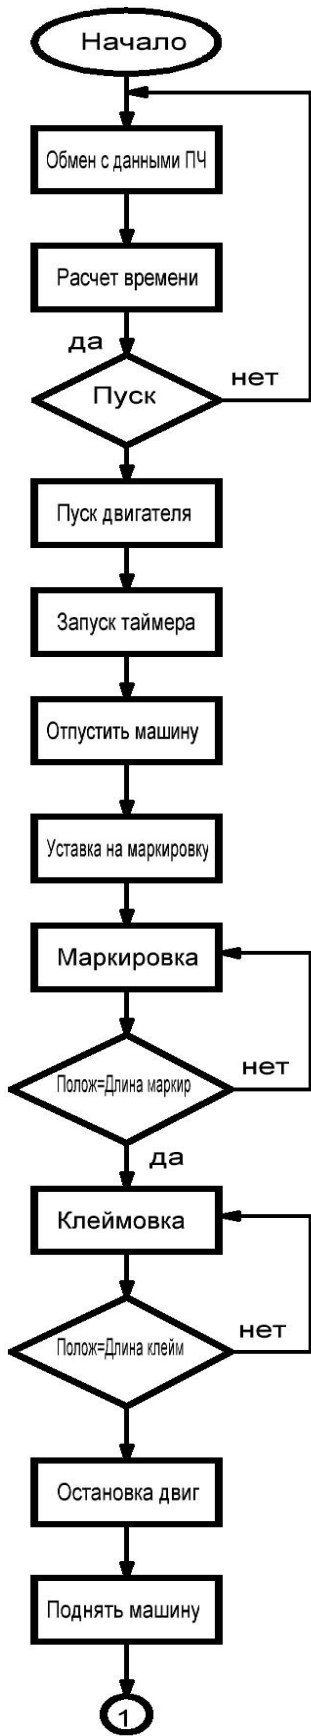 Начало
Обмен с данными ПЧ
Расчет времени
да
Пуск
нет
Пуск двигателя
Запуск таймера
Отпустить машину
Уставка на маркировку
Маркировка
Полож=Длина маркир
нет
да
Клеймовка
Полож=Длина клейм
нет
Остановка двиг
Поднять машину
1